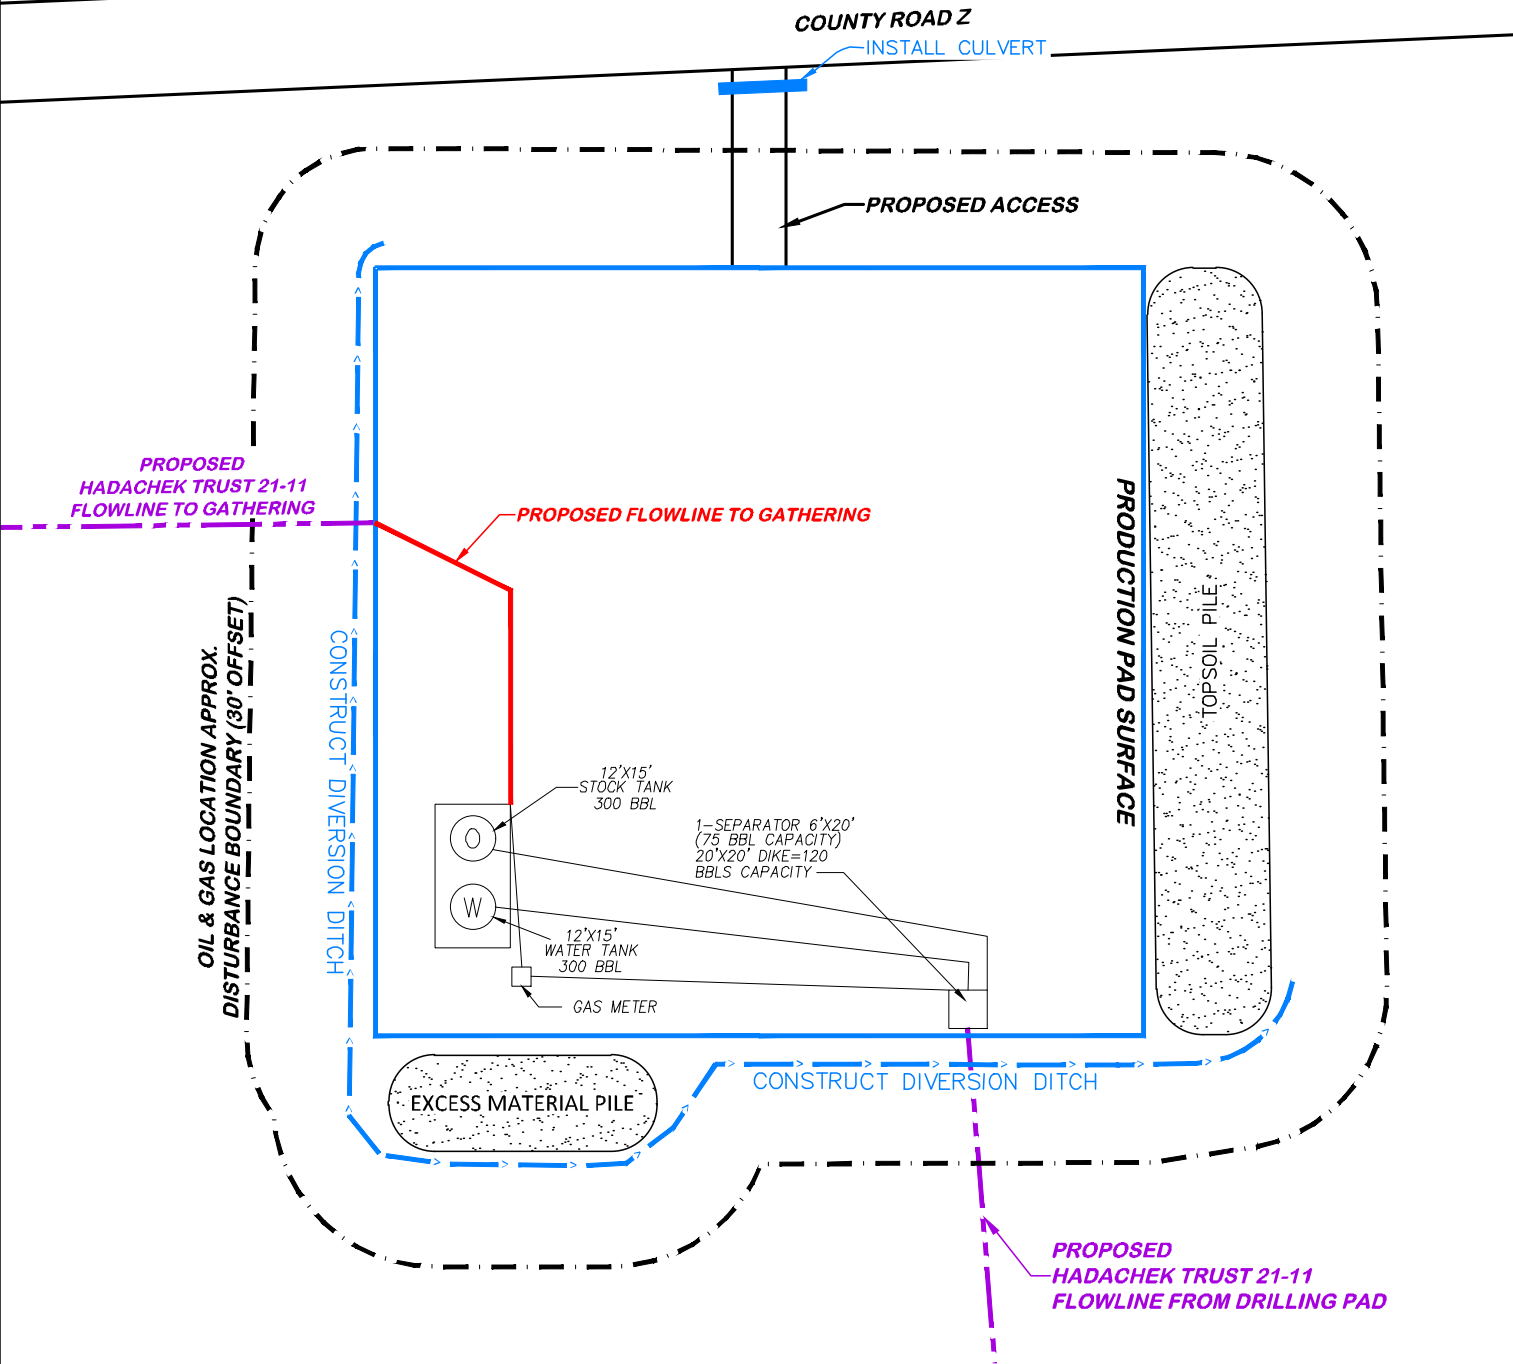 COUNTY ROAD Z
INSTALL CULVERT
PROPOSED ACCESS
PROPOSED
HADACHEK TRUST 21-11
FLOWLINE TO GATHERING
PROPOSED FLOWLINE TO GATHERING
PRODUCTION PAD SURFACE
TOPSOIL PILE
OIL & GAS LOCATION APPROX.
DISTURBANCE BOUNDARY (30' OFFSET)
CONSTRUCT DIVERSION DITCH
12'X15'
STOCK TANK
300 BBL
O
1-SEPARATOR 6'X20'
(75 BBL CAPACITY)
20'X20' DIKE=120
BBLS CAPACITY
W
12'X15'
WATER TANK
300 BBL
GAS METER
CONSTRUCT DIVERSION DITCH
EXCESS MATERIAL PILE
PROPOSED
HADACHEK TRUST 21-11
FLOWLINE FROM DRILLING PAD